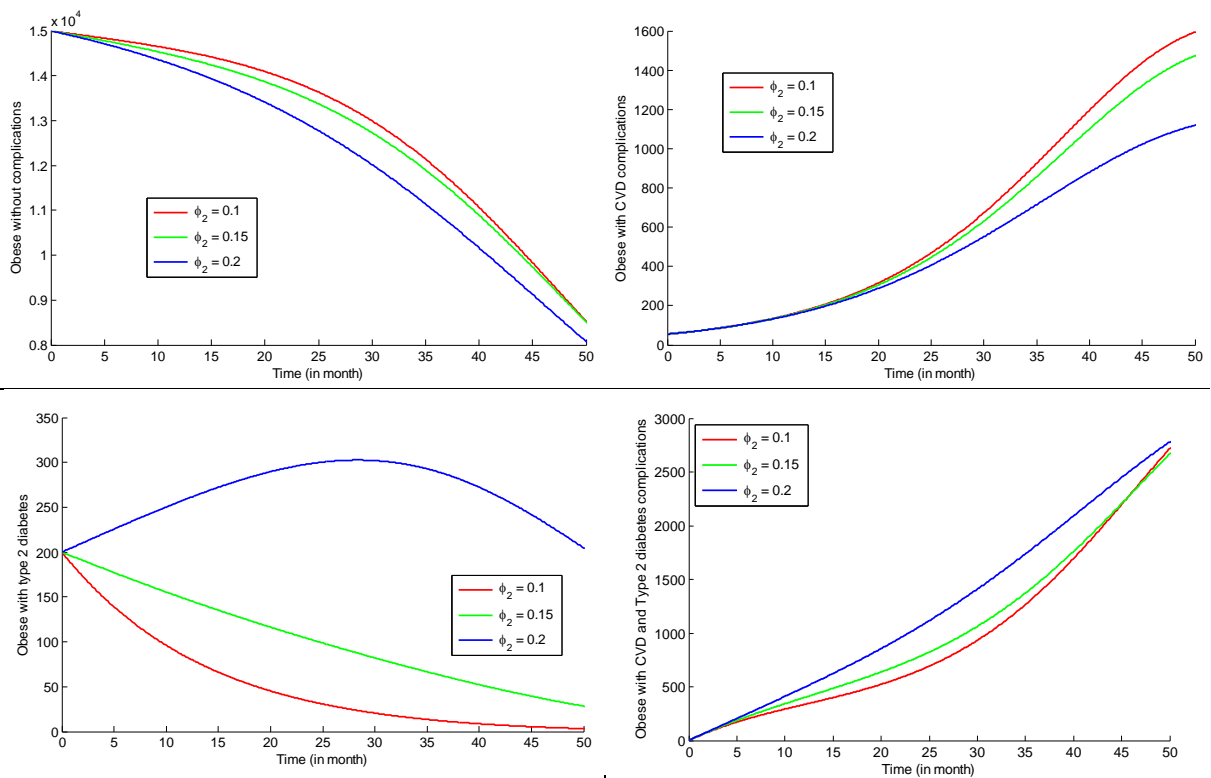 x 10⁴
1.5
1.4
1.3
1.2
1.1
1
0.9
0.8
Obese without complications
ϕ₂ = 0.1
ϕ₂ = 0.15
ϕ₂ = 0.2
0 5 10 15 20 25 30 35 40 45 50
Time (in month)
1600
1400
1200
1000
800
600
400
200
0
Obese with CVD complications
ϕ₂ = 0.1
ϕ₂ = 0.15
ϕ₂ = 0.2
0 5 10 15 20 25 30 35 40 45 50
Time (in month)
350
300
250
200
150
100
50
0
Obese with type 2 diabetes
ϕ₂ = 0.1
ϕ₂ = 0.15
ϕ₂ = 0.2
0 5 10 15 20 25 30 35 40 45 50
Time (in month)
3000
2500
2000
1500
1000
500
0
Obese with CVD and Type 2 diabetes complications
ϕ₂ = 0.1
ϕ₂ = 0.15
ϕ₂ = 0.2
0 5 10 15 20 25 30 35 40 45 50
Time (in month)